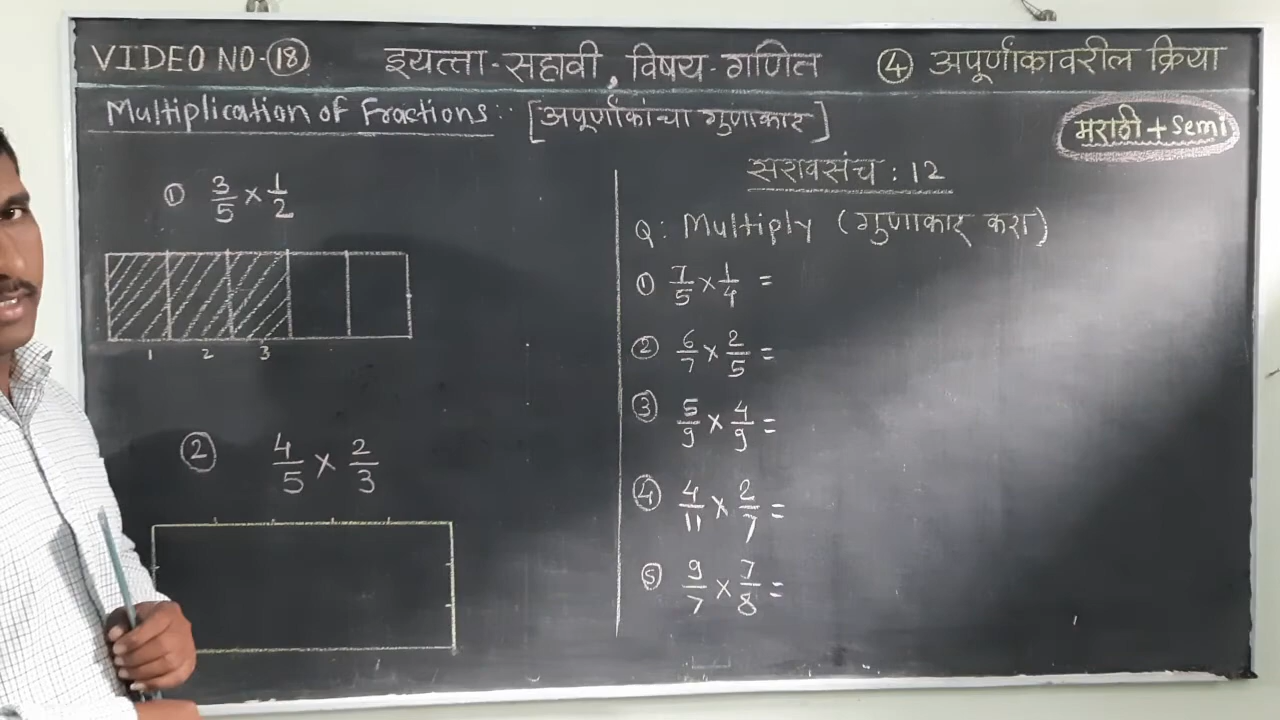 VIDEO NO-18 इयत्ता-सहावी, विषय-गणित ④ अपूर्णांकावरील क्रिया
Multiplication of Fractions: [अपूर्णांकांचा गुणाकार]
मराठी + Semi
① 3/5 × 1/2
1 2 3
② 4/5 × 2/3
सरावसंच : 12
Q: Multiply (गुणाकार करा)
① 7/5 × 1/4 =
② 6/7 × 2/5 =
③ 5/9 × 4/9 =
④ 4/11 × 2/7 =
⑤ 9/7 × 7/8 =